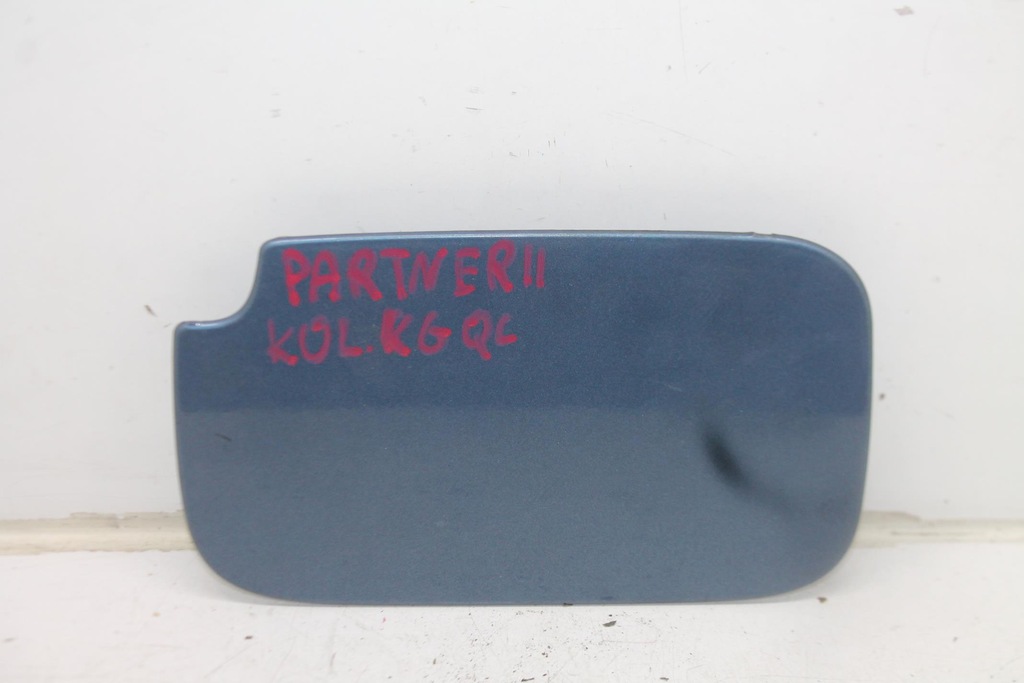 PARTNER II
KOL. KGQC